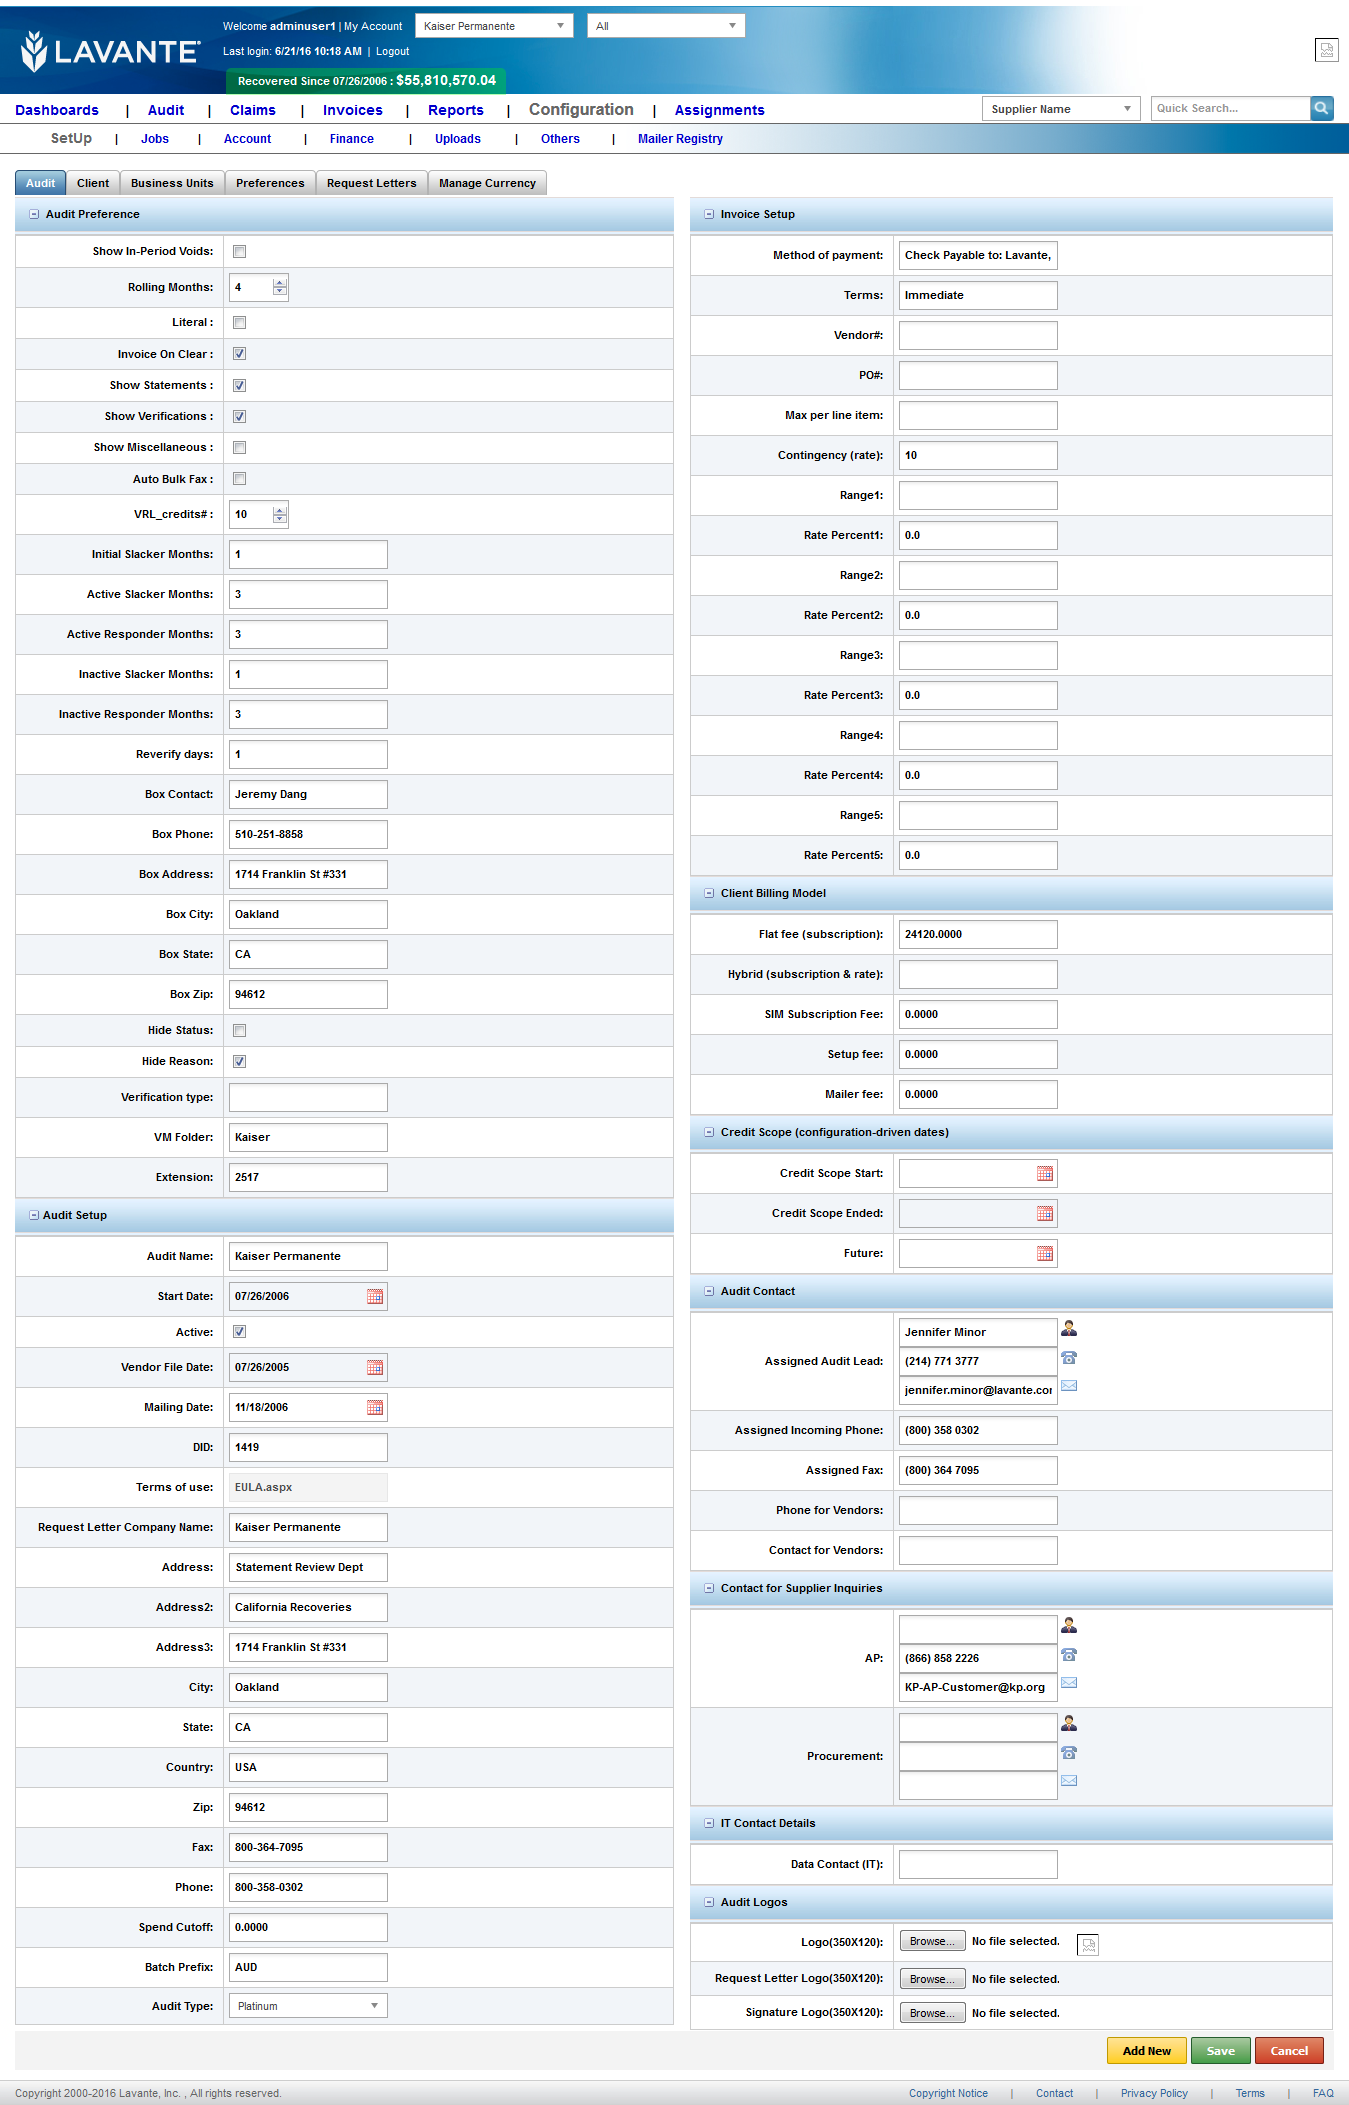 LAVANTE
Welcome adminuser1 | My Account
Kaiser Permanente
All
Last login: 6/21/16 10:18 AM | Logout
Recovered Since 07/26/2006 : $55,810,570.04
Dashboards | Audit | Claims | Invoices | Reports | Configuration | Assignments
Supplier Name
Quick Search...
SetUp | Jobs | Account | Finance | Uploads | Others | Mailer Registry
Audit Client Business Units Preferences Request Letters Manage Currency
Audit Preference
Show In-Period Voids:
Rolling Months: 4
Literal :
Invoice On Clear :
Show Statements :
Show Verifications :
Show Miscellaneous :
Auto Bulk Fax :
VRL_credits# : 10
Initial Slacker Months: 1
Active Slacker Months: 3
Active Responder Months: 3
Inactive Slacker Months: 1
Inactive Responder Months: 3
Reverify days: 1
Box Contact: Jeremy Dang
Box Phone: 510-251-8858
Box Address: 1714 Franklin St #331
Box City: Oakland
Box State: CA
Box Zip: 94612
Hide Status:
Hide Reason:
Verification type:
VM Folder: Kaiser
Extension: 2517
Audit Setup
Audit Name: Kaiser Permanente
Start Date: 07/26/2006
Active:
Vendor File Date: 07/26/2005
Mailing Date: 11/18/2006
DID: 1419
Terms of use: EULA.aspx
Request Letter Company Name: Kaiser Permanente
Address: Statement Review Dept
Address2: California Recoveries
Address3: 1714 Franklin St #331
City: Oakland
State: CA
Country: USA
Zip: 94612
Fax: 800-364-7095
Phone: 800-358-0302
Spend Cutoff: 0.0000
Batch Prefix: AUD
Audit Type: Platinum
Invoice Setup
Method of payment: Check Payable to: Lavante,
Terms: Immediate
Vendor#:
PO#:
Max per line item:
Contingency (rate): 10
Range1:
Rate Percent1: 0.0
Range2:
Rate Percent2: 0.0
Range3:
Rate Percent3: 0.0
Range4:
Rate Percent4: 0.0
Range5:
Rate Percent5: 0.0
Client Billing Model
Flat fee (subscription): 24120.0000
Hybrid (subscription & rate):
SIM Subscription Fee: 0.0000
Setup fee: 0.0000
Mailer fee: 0.0000
Credit Scope (configuration-driven dates)
Credit Scope Start:
Credit Scope Ended:
Future:
Audit Contact
Jennifer Minor
Assigned Audit Lead: (214) 771 3777
jennifer.minor@lavante.cor
Assigned Incoming Phone: (800) 358 0302
Assigned Fax: (800) 364 7095
Phone for Vendors:
Contact for Vendors:
Contact for Supplier Inquiries
AP: (866) 858 2226
KP-AP-Customer@kp.org
Procurement:
IT Contact Details
Data Contact (IT):
Audit Logos
Logo(350X120): Browse... No file selected.
Request Letter Logo(350X120): Browse... No file selected.
Signature Logo(350X120): Browse... No file selected.
Add New Save Cancel
Copyright 2000-2016 Lavante, Inc. , All rights reserved.
Copyright Notice | Contact | Privacy Policy | Terms | FAQ